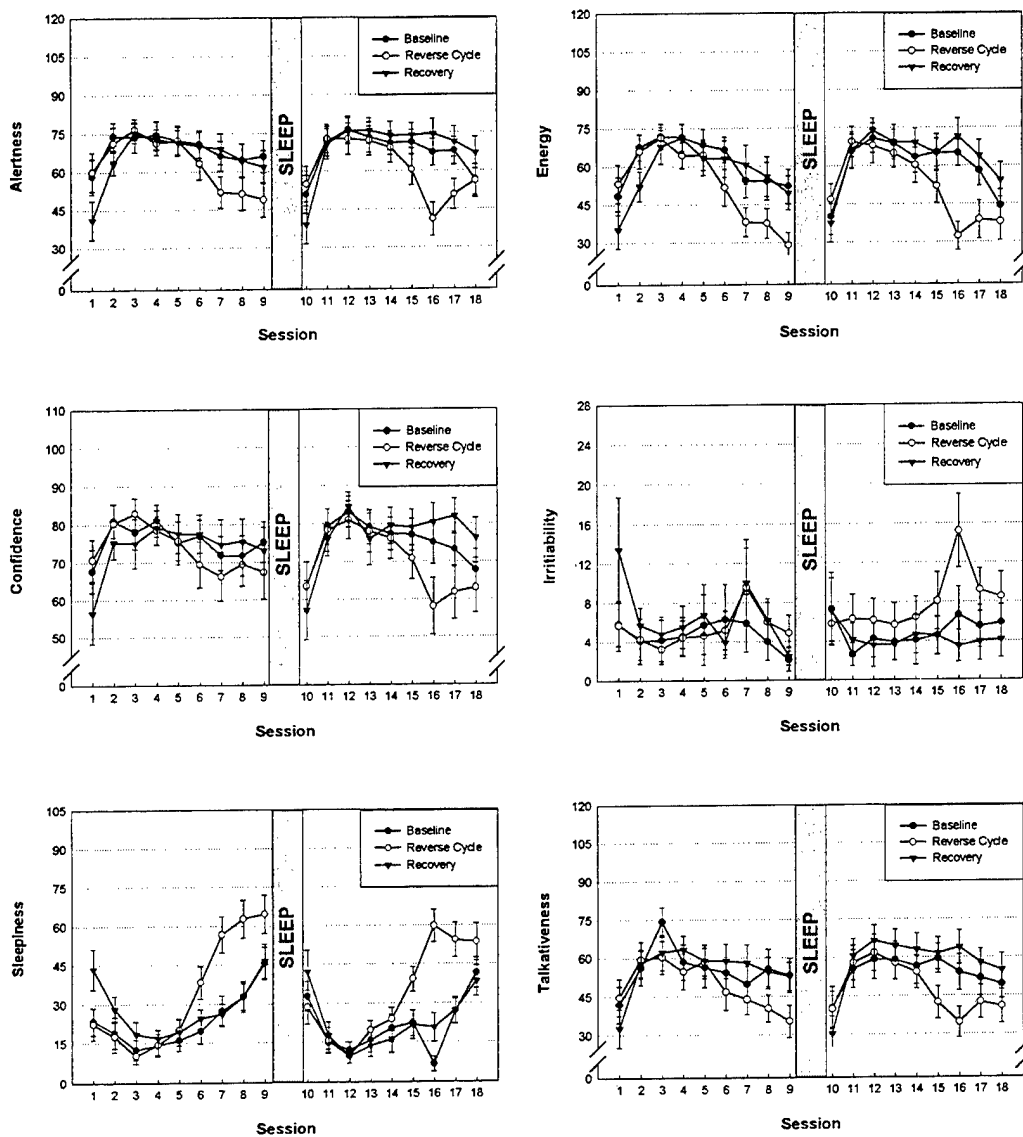 Alertness
120
105
90
75
60
45
30
0
Baseline
Reverse Cycle
Recovery
SLEEP
1 2 3 4 5 6 7 8 9 10 11 12 13 14 15 16 17 18
Session
Energy
120
105
90
75
60
45
30
0
Baseline
Reverse Cycle
Recovery
SLEEP
1 2 3 4 5 6 7 8 9 10 11 12 13 14 15 16 17 18
Session
Confidence
110
100
90
80
70
60
50
0
Baseline
Reverse Cycle
Recovery
SLEEP
1 2 3 4 5 6 7 8 9 10 11 12 13 14 15 16 17 18
Session
Irritiability
28
24
20
16
12
8
4
0
Baseline
Reverse Cycle
Recovery
SLEEP
1 2 3 4 5 6 7 8 9 10 11 12 13 14 15 16 17 18
Session
Sleepiness
105
90
75
60
45
30
15
0
Baseline
Reverse Cycle
Recovery
SLEEP
1 2 3 4 5 6 7 8 9 10 11 12 13 14 15 16 17 18
Session
Talkativeness
120
105
90
75
60
45
30
0
Baseline
Reverse Cycle
Recovery
SLEEP
1 2 3 4 5 6 7 8 9 10 11 12 13 14 15 16 17 18
Session